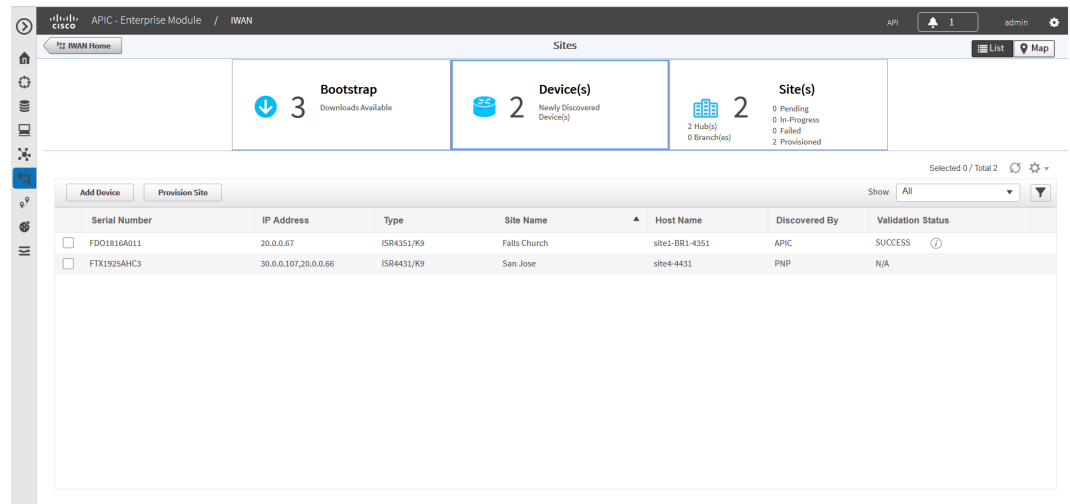 cisco APIC - Enterprise Module / IWAN API 1 admin
IWAN Home Sites List Map
Bootstrap
3 Downloads Available
Device(s)
2 Newly Discovered
Device(s)
Site(s)
2
2 Hub(s)
0 Branch(es)
0 Pending
0 In-Progress
0 Failed
2 Provisioned
Selected 0 / Total 2
Add Device Provision Site Show All
Serial Number IP Address Type Site Name Host Name Discovered By Validation Status
FDO1816A011 20.0.0.67 ISR4351/K9 Falls Church site1-BR1-4351 APIC SUCCESS i
FTX1925AHC3 30.0.0.107,20.0.0.66 ISR4431/K9 San Jose site4-4431 PNP N/A